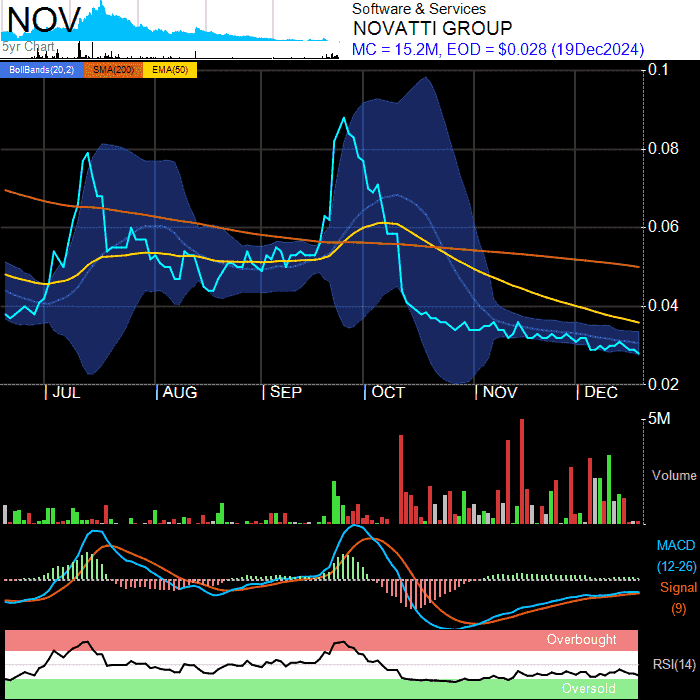 NOV
5yr Chart
Software & Services
NOVATTI GROUP
MC = 15.2M, EOD = $0.028 (19Dec2024)
BollBands(20,2) SMA(200) EMA(50)
0.1
0.08
0.06
0.04
0.02
JUL AUG SEP OCT NOV DEC
5M
Volume
MACD
(12-26)
Signal
(9)
Overbought
RSI(14)
Oversold